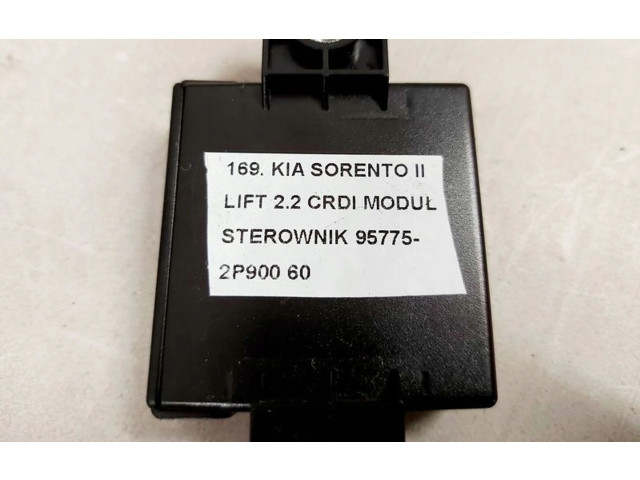 169. KIA SORENTO II
LIFT 2.2 CRDI MODUŁ
STEROWNIK 95775-
2P900 60